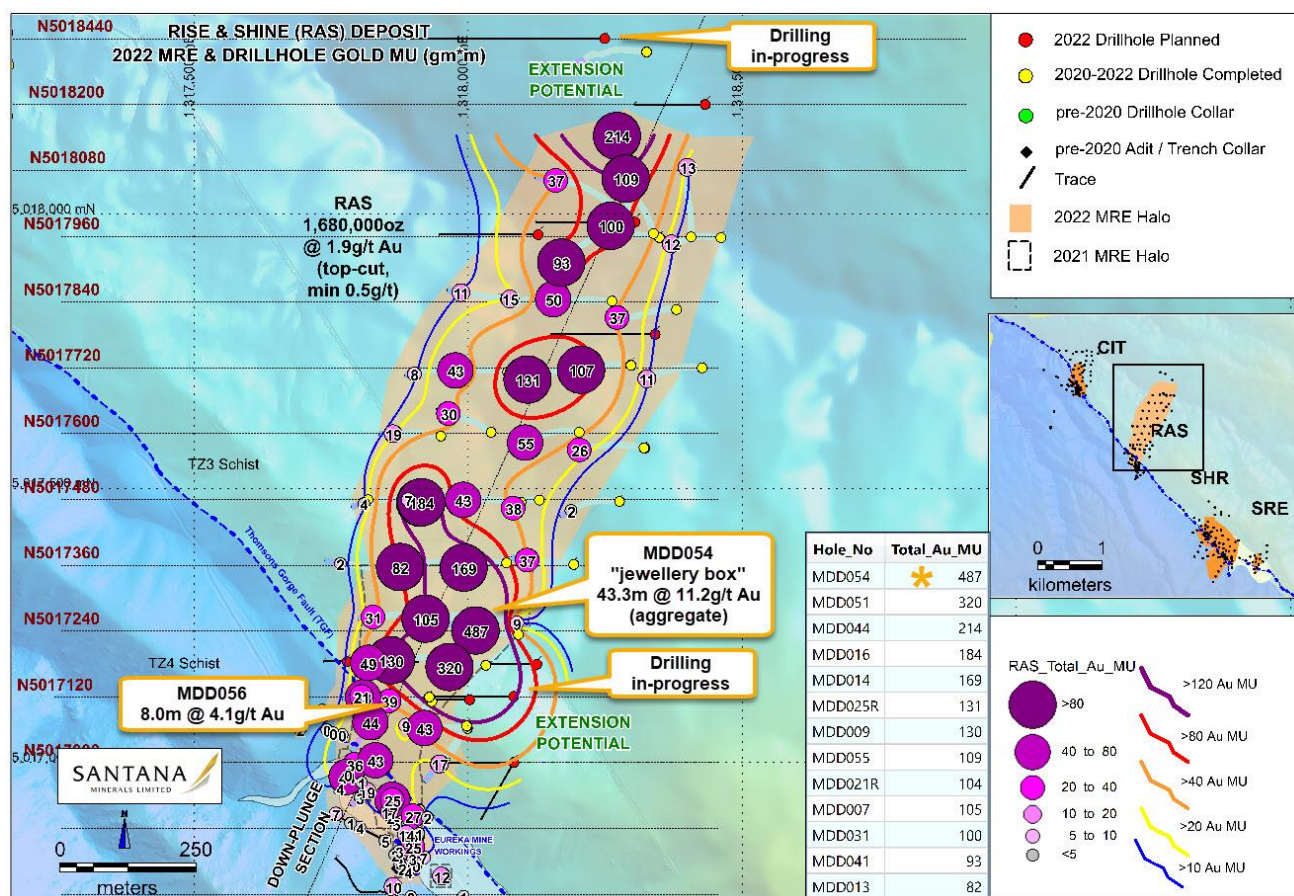 RISE & SHINE (RAS) DEPOSIT
2022 MRE & DRILLHOLE GOLD MU (gm*m)
Drilling
in-progress
EXTENSION
POTENTIAL
N5018440
N5018200
N5018080
5,018,000 mN
N5017960
N5017840
N5017720
N5017600
N5017480
N5017360
N5017240
N5017120
1,317,500
1,318,000 mE
RAS
1,680,000oz
@ 1.9g/t Au
(top-cut,
min 0.5g/t)
214
109
37
13
100
12
93
11
15
50
37
8
43
131
107
11
30
19
55
26
TZ3 Schist
4
184
43
38
2
2
82
169
37
31
105
487
9
TZ4 Schist
49
130
320
21
39
44
9
43
43
17
36
25
27
12
10
Thomsons Gorge Fault (TGF)
MDD054
"jewellery box"
43.3m @ 11.2g/t Au
(aggregate)
Drilling
in-progress
MDD056
8.0m @ 4.1g/t Au
EXTENSION
POTENTIAL
SANTANA
MINERALS LIMITED
N
0 250
meters
DOWN-PLUNGE
SECTION
EUREKA MINE
WORKINGS
2022 Drillhole Planned
2020-2022 Drillhole Completed
pre-2020 Drillhole Collar
pre-2020 Adit / Trench Collar
Trace
2022 MRE Halo
2021 MRE Halo
CIT
RAS
SHR
SRE
0 1
kilometers
Hole_No Total_Au_MU
MDD054 487
MDD051 320
MDD044 214
MDD016 184
MDD014 169
MDD025R 131
MDD009 130
MDD055 109
MDD021R 104
MDD007 105
MDD031 100
MDD041 93
MDD013 82
RAS_Total_Au_MU
>80
40 to 80
20 to 40
10 to 20
5 to 10
<5
>120 Au MU
>80 Au MU
>40 Au MU
>20 Au MU
>10 Au MU